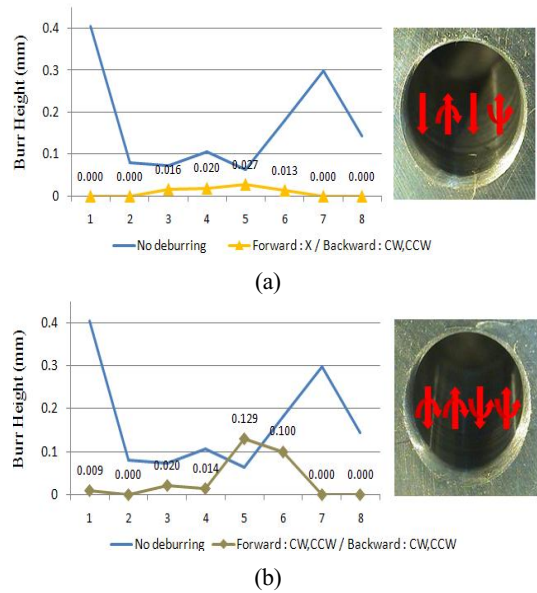 (a)
Burr Height (mm)
0.4
0.3
0.2
0.1
0
0.000 0.000 0.016 0.020 0.027 0.013 0.000 0.000
1 2 3 4 5 6 7 8
No deburring Forward : X / Backward : CW,CCW
(a)
Burr Height (mm)
0.4
0.3
0.2
0.1
0
0.009 0.000 0.020 0.014 0.129 0.100 0.000 0.000
1 2 3 4 5 6 7 8
No deburring Forward : CW,CCW / Backward : CW,CCW
(b)